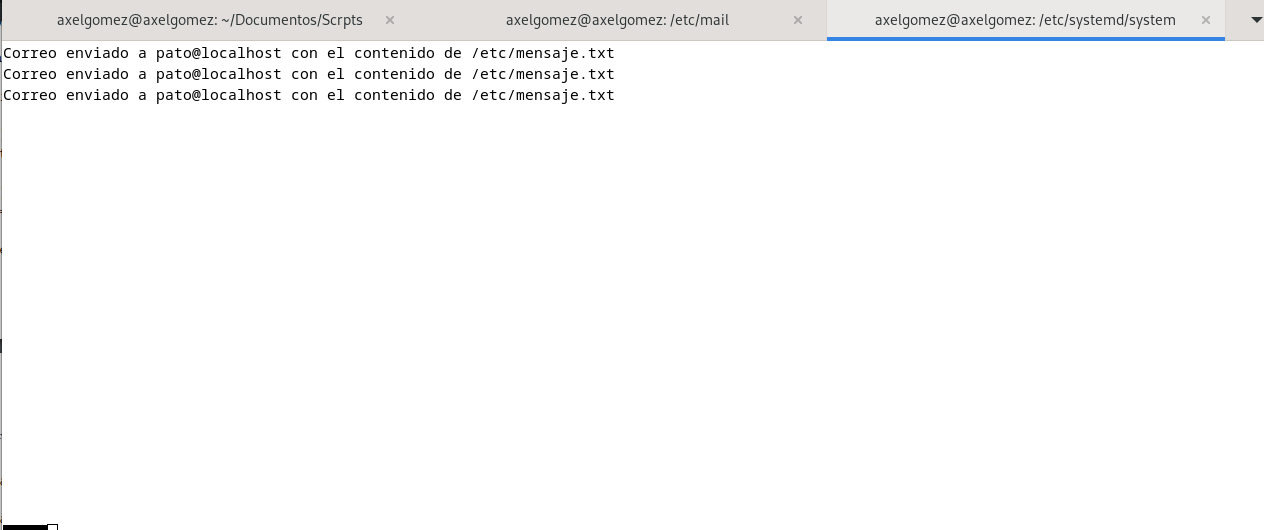 axelgomez@axelgomez: ~/Documentos/Scrpts
axelgomez@axelgomez: /etc/mail
axelgomez@axelgomez: /etc/systemd/system
Correo enviado a pato@localhost con el contenido de /etc/mensaje.txt
Correo enviado a pato@localhost con el contenido de /etc/mensaje.txt
Correo enviado a pato@localhost con el contenido de /etc/mensaje.txt